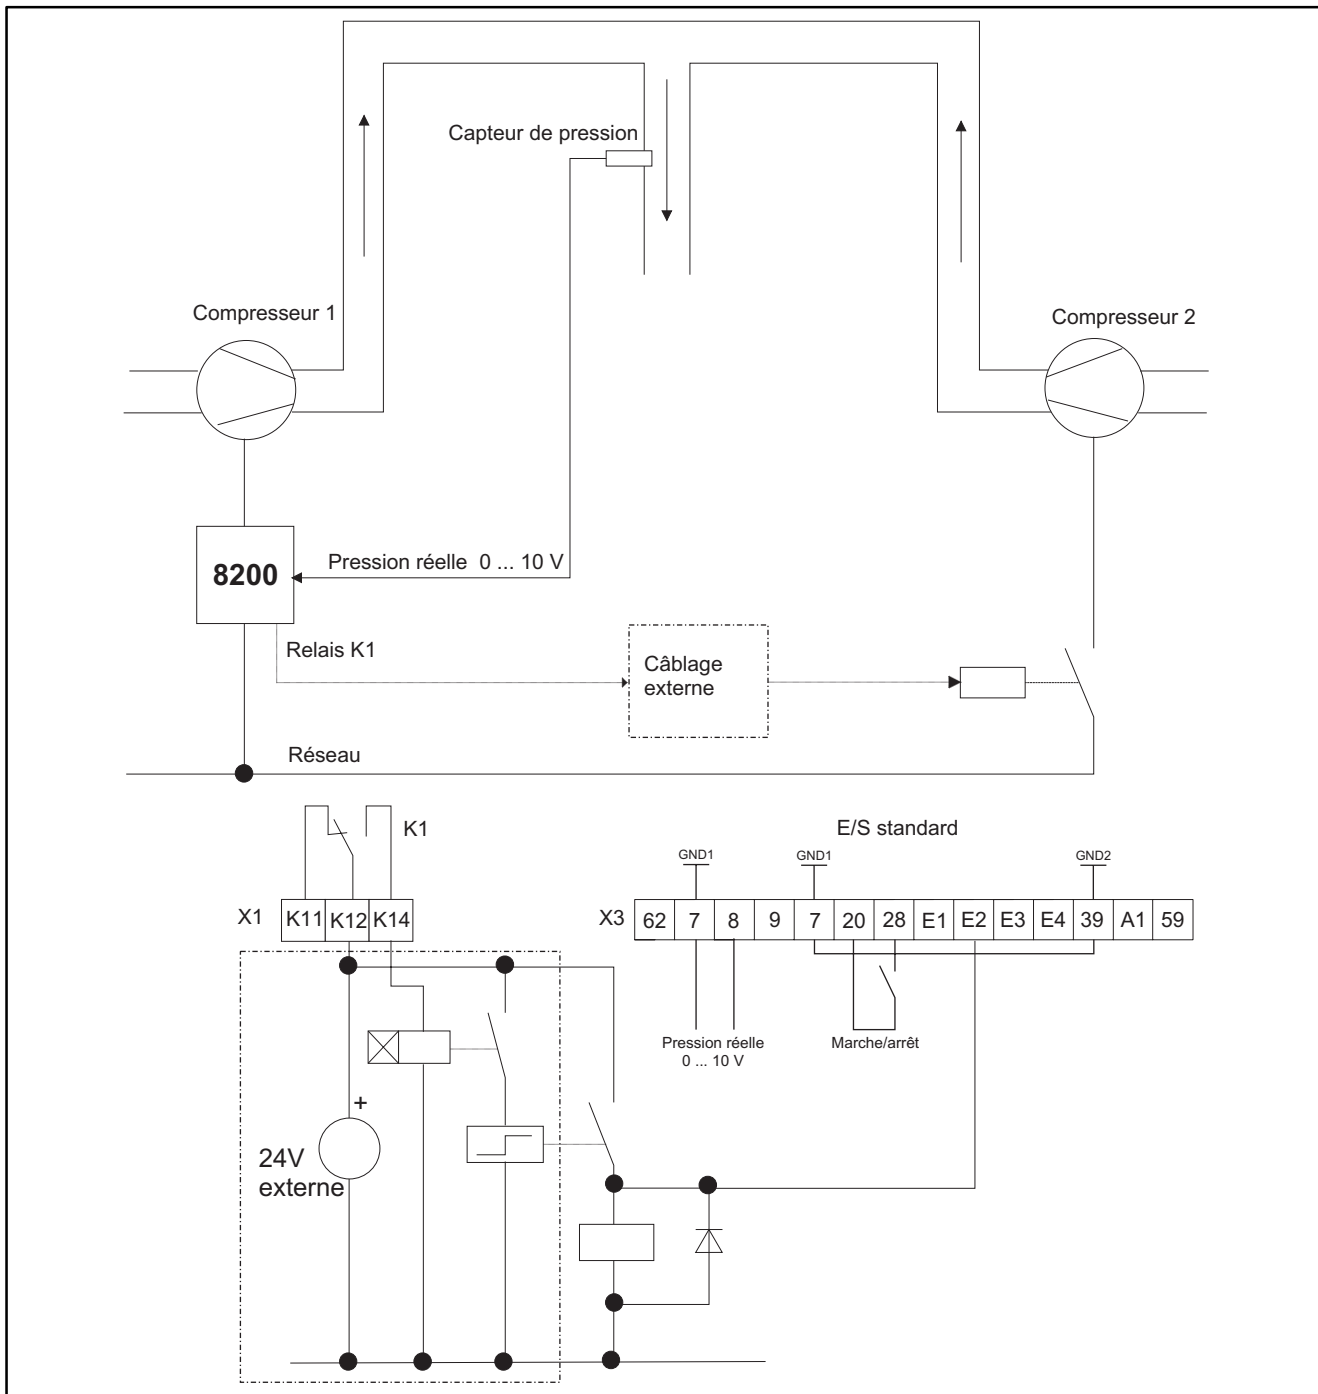 Capteur de pression
Compresseur 1
Compresseur 2
8200
Pression réelle 0 ... 10 V
Relais K1
Câblage
externe
Réseau
K1
E/S standard
GND1
GND1
GND2
X1
K11 K12 K14
X3
62 7 8 9 7 20 28 E1 E2 E3 E4 39 A1 59
Pression réelle
0 ... 10 V
Marche/arrêt
+
24V
externe